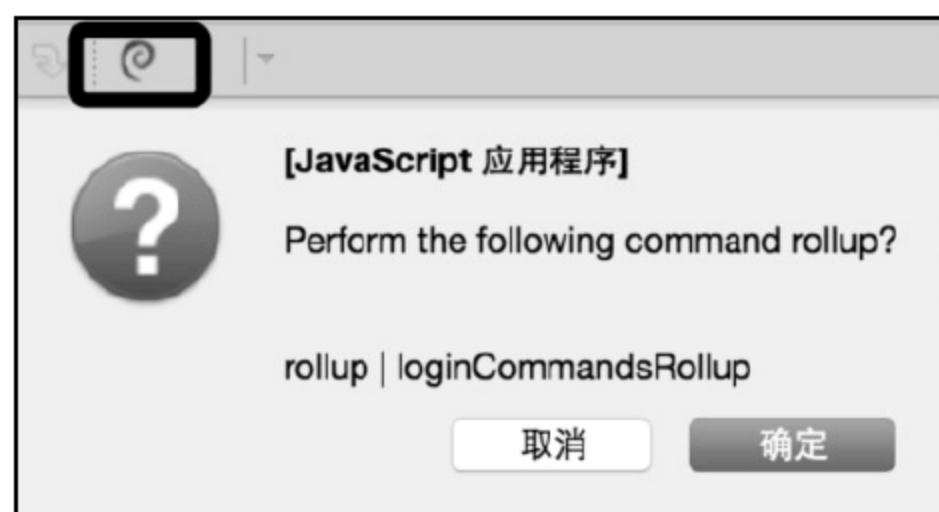 [JavaScript 应用程序]
Perform the following command rollup?
rollup | loginCommandsRollup
取消
确定